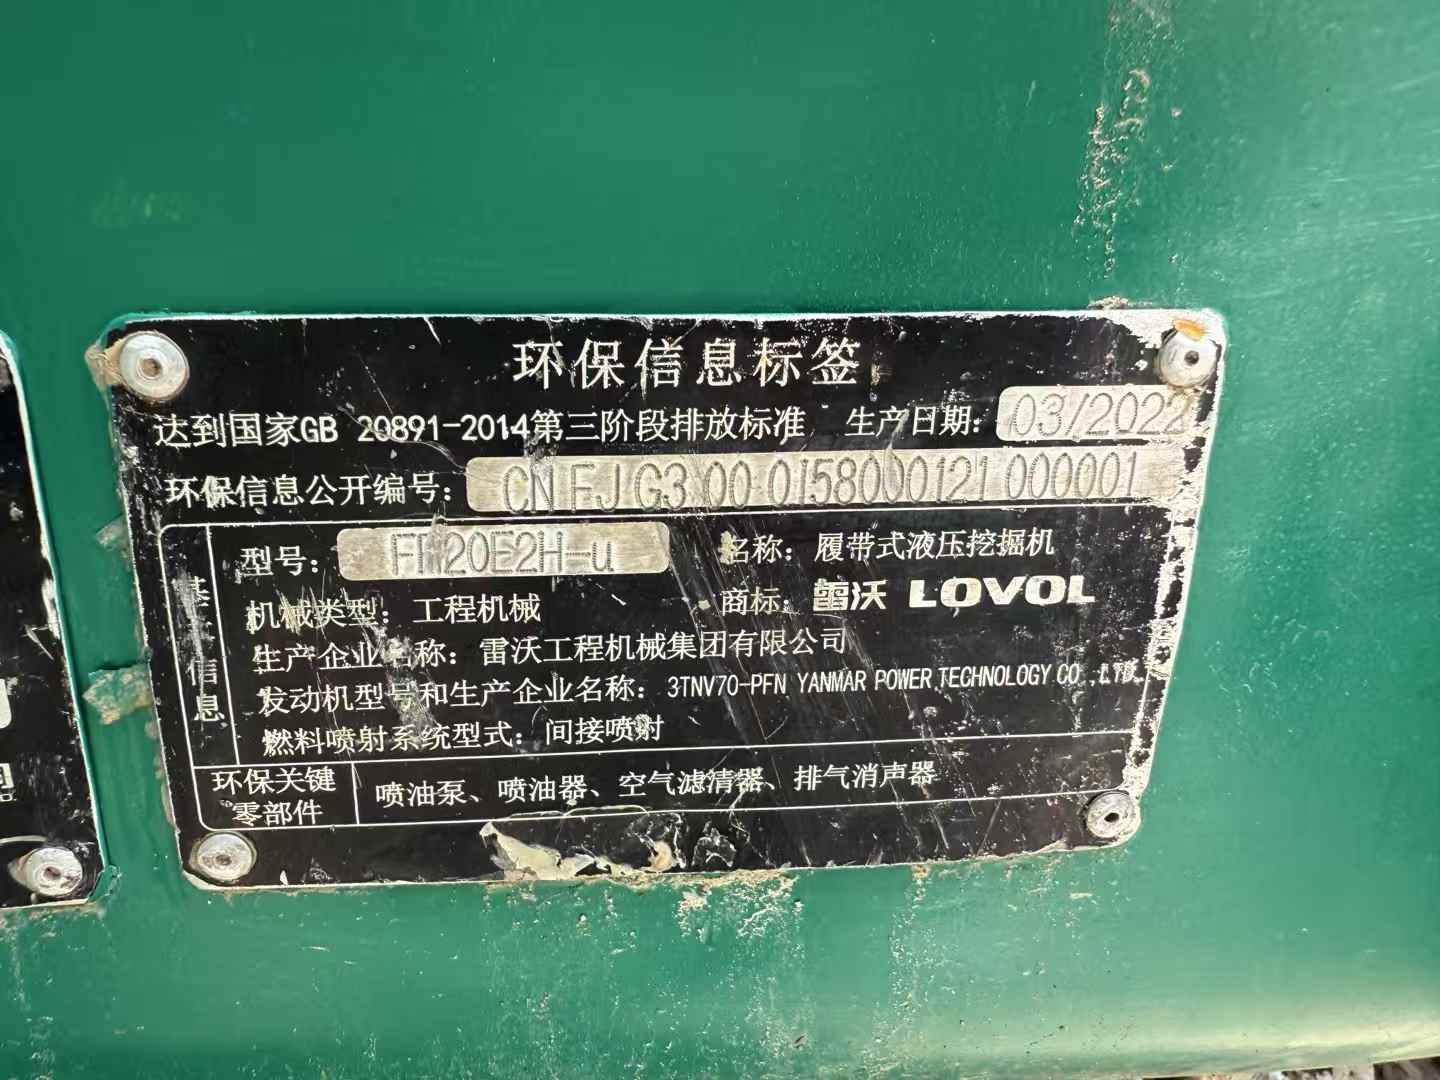 环保信息标签
达到国家GB 20891-2014第三阶段排放标准 生产日期: 03/2022
环保信息公开编号: CN FJ G3 00 0158000121 000001
基本信息
型号: FR20E2H-u 名称: 履带式液压挖掘机
机械类型: 工程机械 商标: 雷沃 LOVOL
生产企业名称: 雷沃工程机械集团有限公司
发动机型号和生产企业名称: 3TNV70-PFN YANMAR POWER TECHNOLOGY CO.,LTD.
燃料喷射系统型式: 间接喷射
环保关键零部件
喷油泵、喷油器、空气滤清器、排气消声器